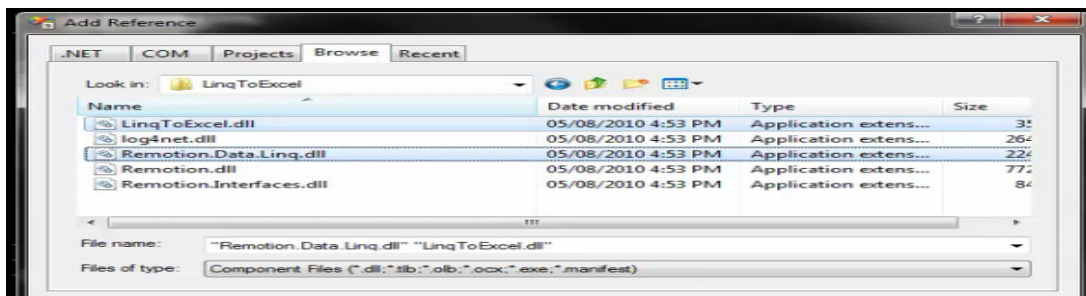 Add Reference
.NET COM Projects Browse Recent
Look in: LinqToExcel
Name Date modified Type Size
LinqToExcel.dll 05/08/2010 4:53 PM Application extens...
log4net.dll 05/08/2010 4:53 PM Application extens... 264
Remotion.Data.Linq.dll 05/08/2010 4:53 PM Application extens... 224
Remotion.dll 05/08/2010 4:53 PM Application extens... 772
Remotion.Interfaces.dll 05/08/2010 4:53 PM Application extens... 84
File name: "Remotion.Data.Linq.dll" "LinqToExcel.dll"
Files of type: Component Files (*.dll;*.tlb;*.olb;*.ocx;*.exe;*.manifest)